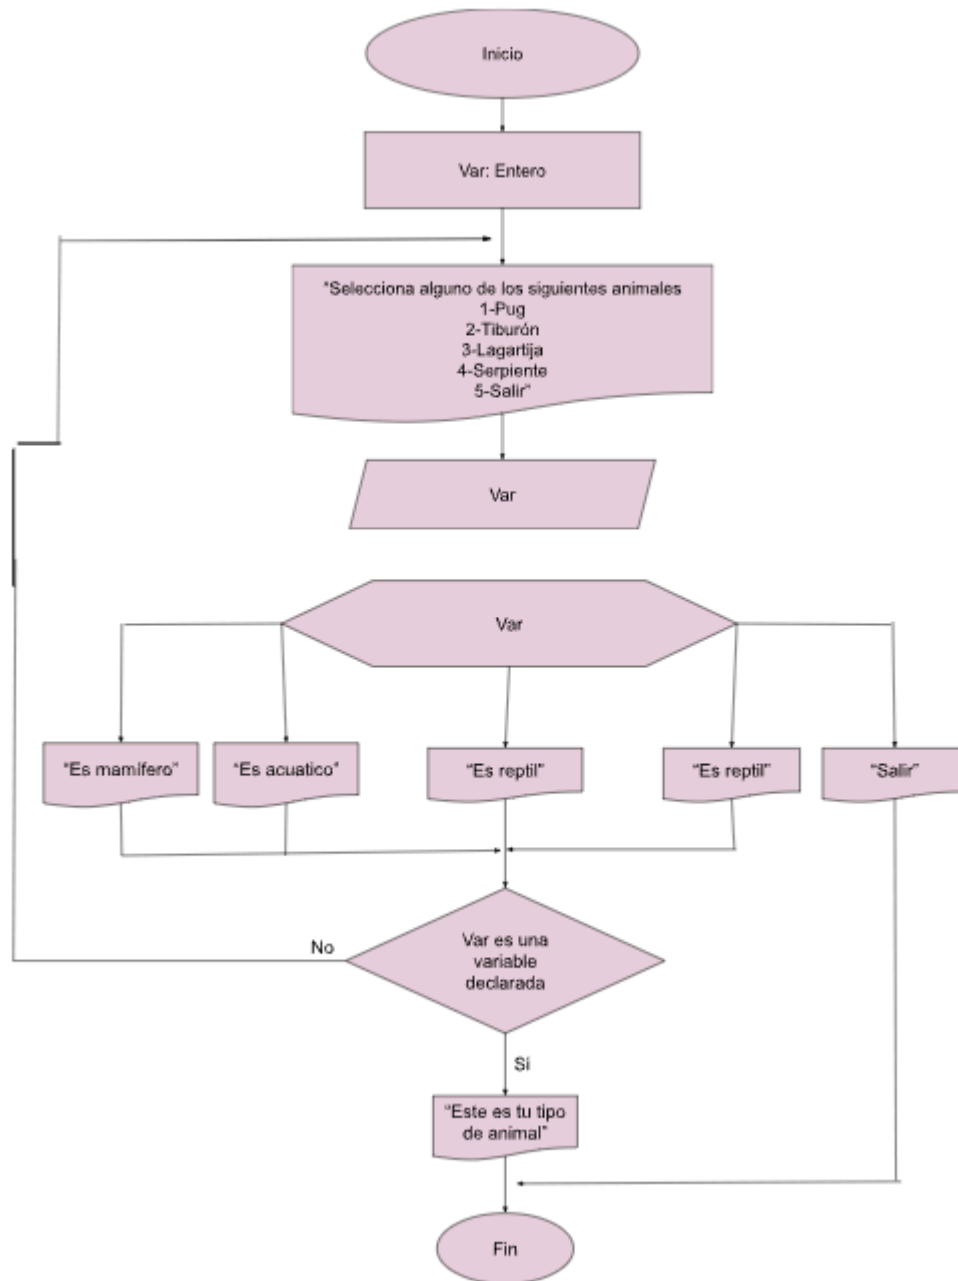 Inicio
Var: Entero
"Selecciona alguno de los siguientes animales
1-Pug
2-Tiburón
3-Lagartija
4-Serpiente
5-Salir"
Var
Var
"Es mamífero"
"Es acuatico"
"Es reptil"
"Es reptil"
"Salir"
No
Var es una
variable
declarada
Si
"Este es tu tipo
de animal"
Fin